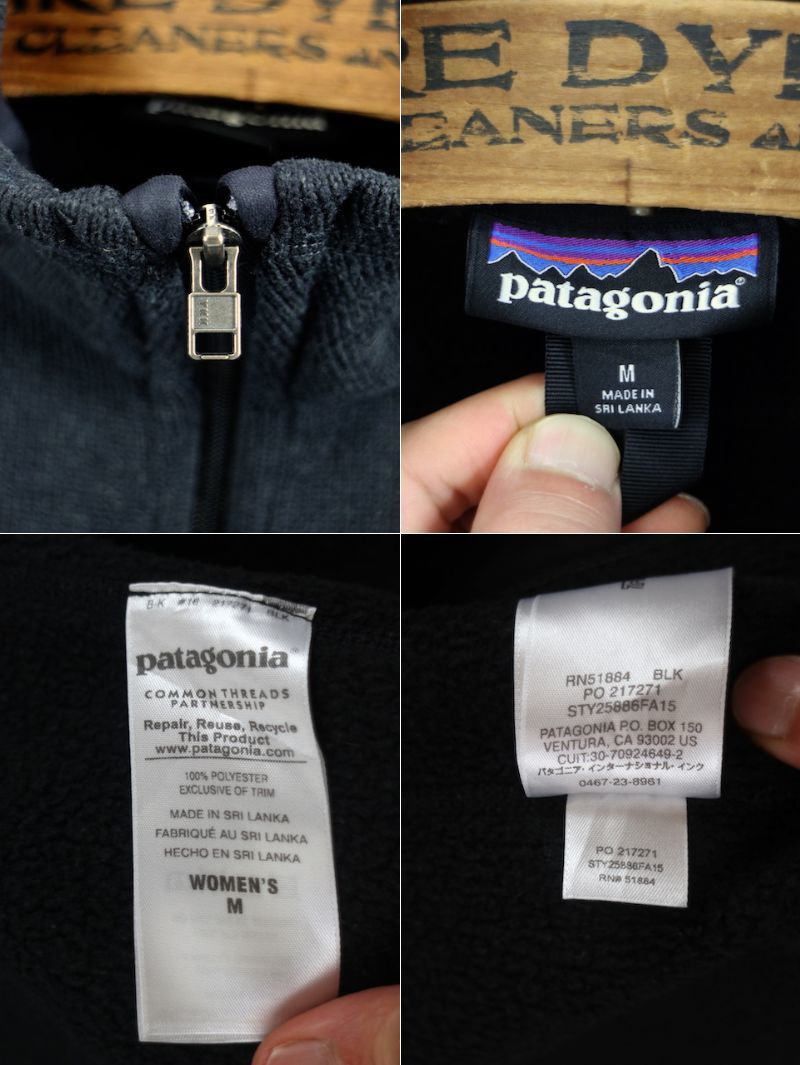 RE DYE
CLEANERS A
patagonia
RE DY
CLEANERS A
patagonia®
M
MADE IN
SRI LANKA
B-K #16 217271 BLK
patagonia®
COMMON THREADS
PARTNERSHIP
Repair, Reuse, Recycle
This Product
www.patagonia.com
100% POLYESTER
EXCLUSIVE OF TRIM
MADE IN SRI LANKA
FABRIQUÉ AU SRI LANKA
HECHO EN SRI LANKA
WOMEN'S
M
RN51884 BLK
PO 217271
STY25886FA15
PATAGONIA P.O. BOX 150
VENTURA, CA 93002 US
CUIT:30-70924649-2
パタゴニア・インターナショナル・インク
0467-23-8961
PO 217271
STY25886FA15
RN# 51884